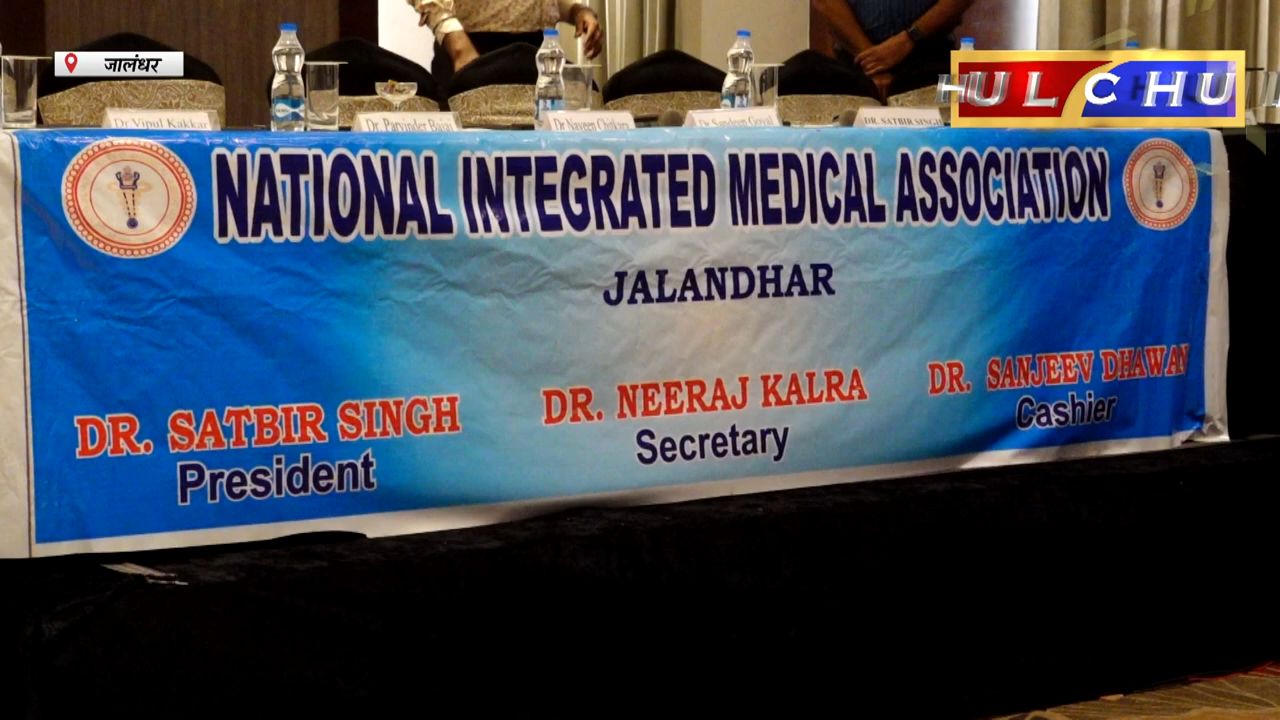 जालंधर
HULCHUL
Dr Vipul Kakkar
Dr. Parvinder Bajaj
Dr Naveen Chitkara
Dr Sandeep Goyal
DR. SATBIR SINGH
NATIONAL INTEGRATED MEDICAL ASSOCIATION
JALANDHAR
DR. SATBIR SINGH
President
DR. NEERAJ KALRA
Secretary
DR. SANJEEV DHAWAN
Cashier